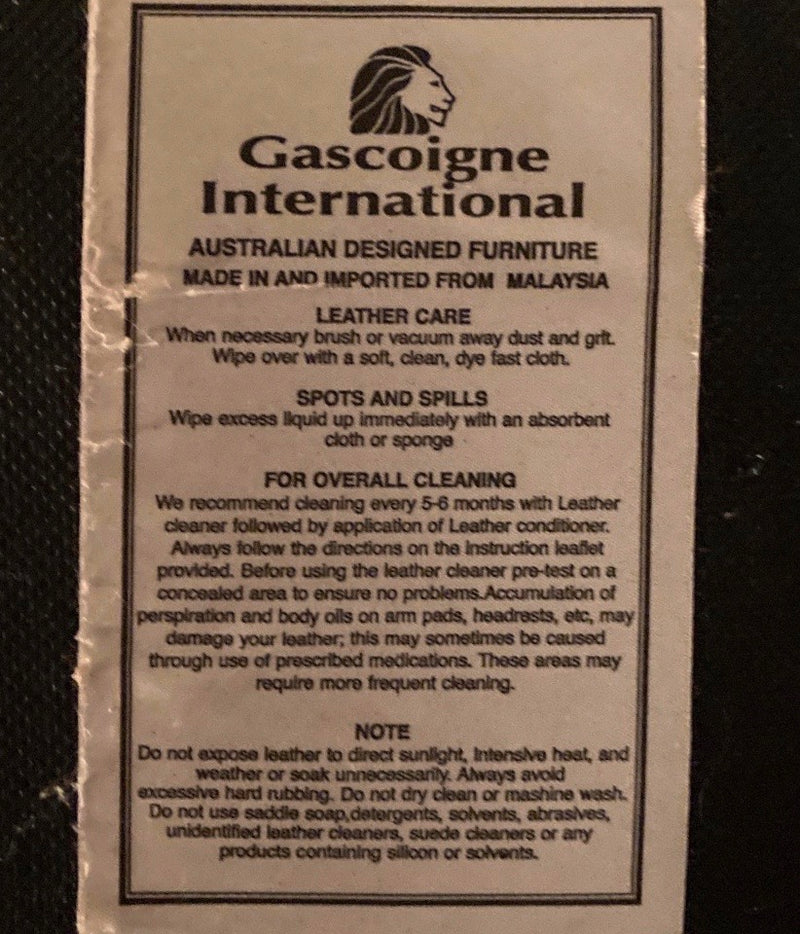 Gascoigne
International
AUSTRALIAN DESIGNED FURNITURE
MADE IN AND IMPORTED FROM MALAYSIA
LEATHER CARE
When necessary brush or vacuum away dust and grit.
Wipe over with a soft, clean, dye fast cloth.
SPOTS AND SPILLS
Wipe excess liquid up immediately with an absorbent
cloth or sponge
FOR OVERALL CLEANING
We recommend cleaning every 5-6 months with Leather
cleaner followed by application of Leather conditioner.
Always follow the directions on the instruction leaflet
provided. Before using the leather cleaner pre-test on a
concealed area to ensure no problems.Accumulation of
perspiration and body oils on arm pads, headrests, etc, may
damage your leather; this may sometimes be caused
through use of prescribed medications. These areas may
require more frequent cleaning.
NOTE
Do not expose leather to direct sunlight, intensive heat, and
weather or soak unnecessarily. Always avoid
excessive hard rubbing. Do not dry clean or mashine wash.
Do not use saddle soap,detergents, solvents, abrasives,
unidentified leather cleaners, suede cleaners or any
products containing silicon or solvents.